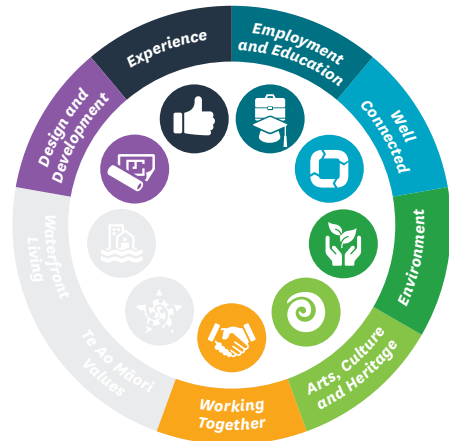 Experience
Employment
and Education
Well
Connected
Environment
Arts, Culture
and Heritage
Working
Together
Te Ao Māori
Values
Waterfront
Living
Design and
Development